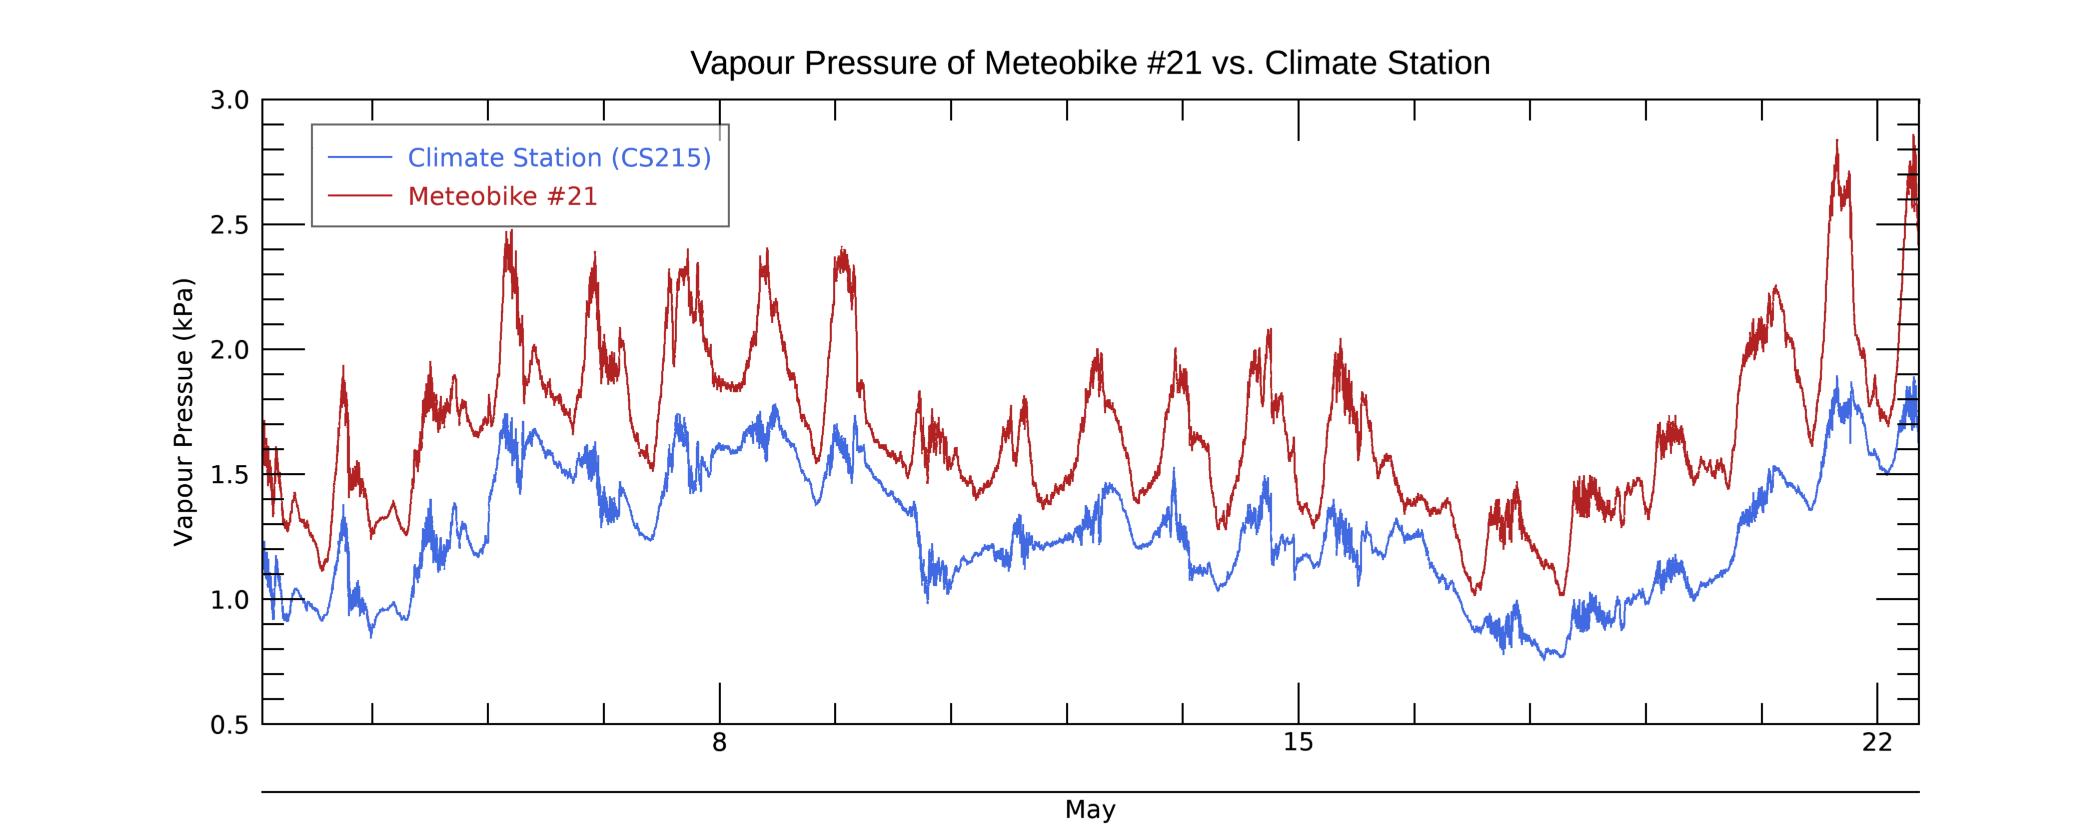 Vapour Pressure of Meteobike #21 vs. Climate Station
3.0
Climate Station (CS215)
Meteobike #21
2.5
2.0
1.5
1.0
0.5
Vapour Pressue (kPa)
8
15
22
May